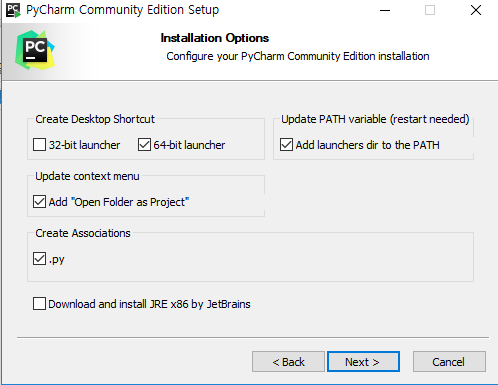 PyCharm Community Edition Setup
PC
Installation Options
Configure your PyCharm Community Edition installation
Create Desktop Shortcut
32-bit launcher
64-bit launcher
Update PATH variable (restart needed)
Add launchers dir to the PATH
Update context menu
Add "Open Folder as Project"
Create Associations
.py
Download and install JRE x86 by JetBrains
< Back
Next >
Cancel